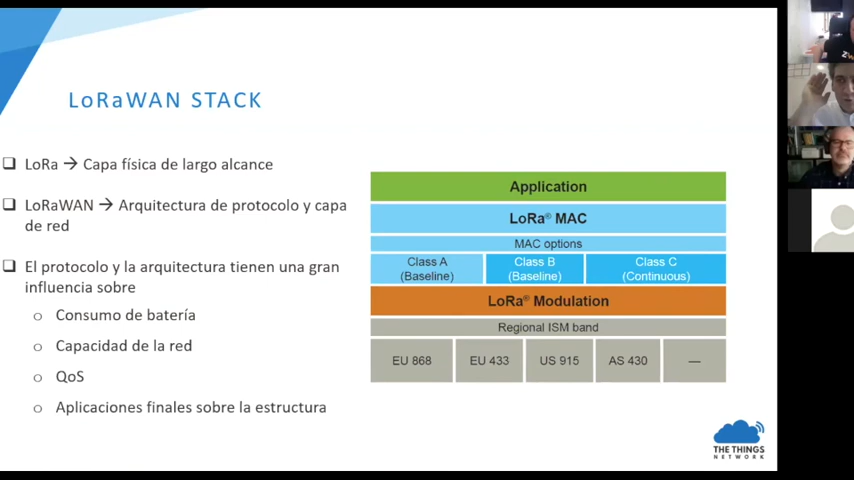 LoRaWAN STACK
LoRa → Capa física de largo alcance
LoRaWAN → Arquitectura de protocolo y capa
de red
El protocolo y la arquitectura tienen una gran
influencia sobre
Consumo de batería
Capacidad de la red
QoS
Aplicaciones finales sobre la estructura
Application
LoRa® MAC
MAC options
Class A
(Baseline)
Class B
(Baseline)
Class C
(Continuous)
LoRa® Modulation
Regional ISM band
EU 868
EU 433
US 915
AS 430
—
THE THINGS
NETWORK